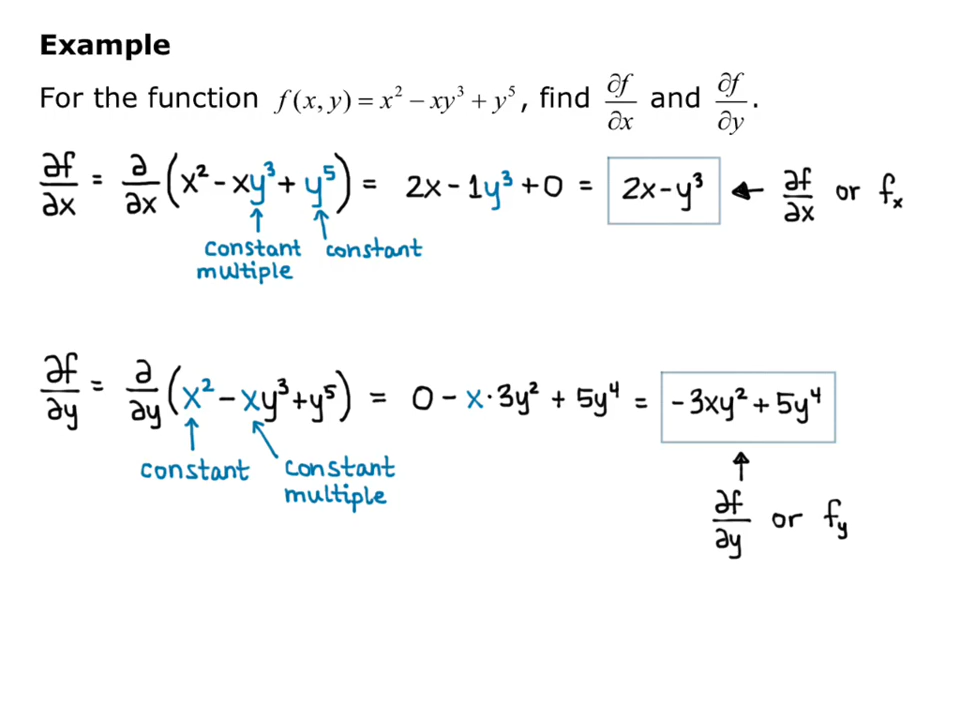 Example
For the function f(x, y) = x² − xy³ + y⁵, find ∂f/∂x and ∂f/∂y.
∂f/∂x = ∂/∂x (x² − xy³ + y⁵) = 2x − 1y³ + 0 = 2x − y³ ← ∂f/∂x or fₓ
constant multiple
constant
∂f/∂y = ∂/∂y (x² − xy³ + y⁵) = 0 − x · 3y² + 5y⁴ = −3xy² + 5y⁴
constant
constant multiple
∂f/∂y or f_y